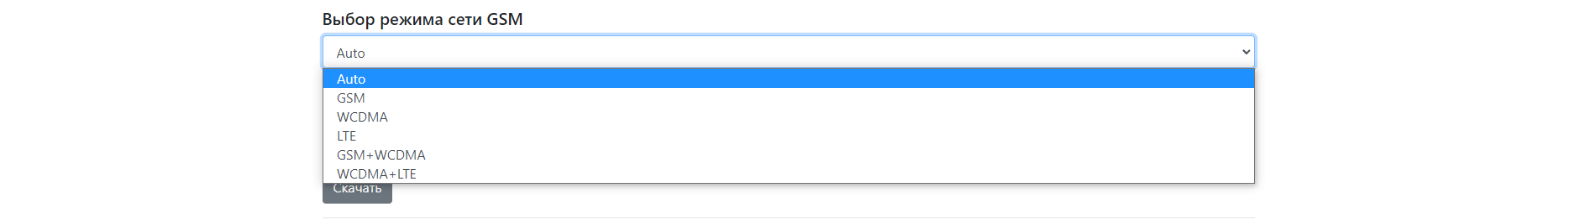 Выбор режима сети GSM
Auto
Auto
GSM
WCDMA
LTE
GSM+WCDMA
WCDMA+LTE
Скачать